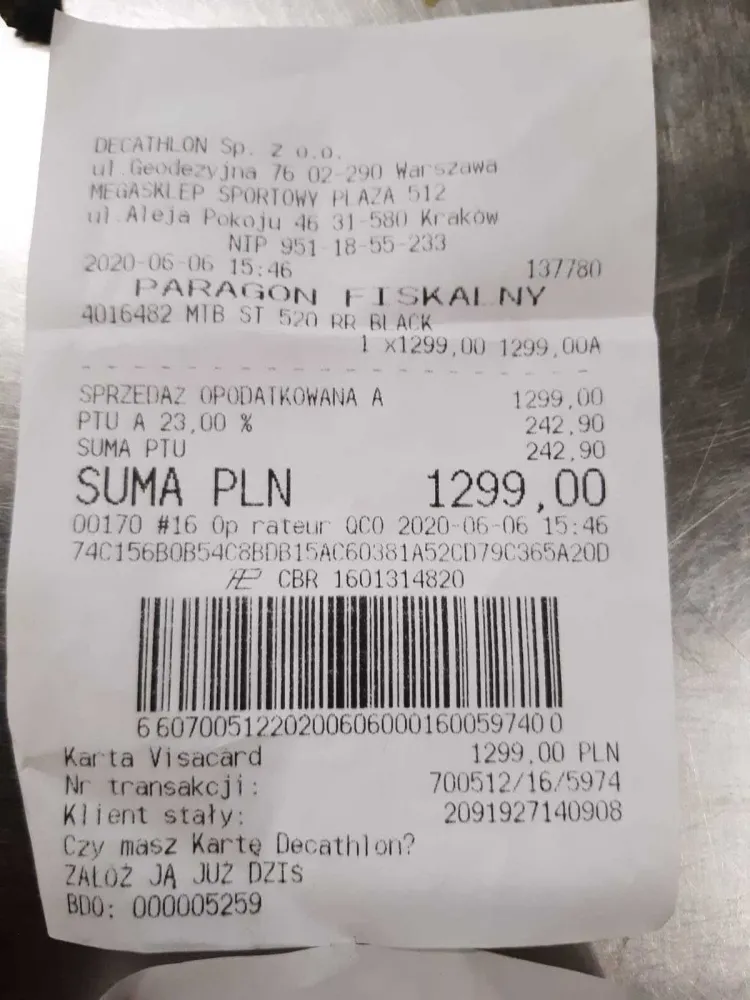 DECATHLON Sp. z o.o.
ul.Geodezyjna 76 02-290 Warszawa
MEGASKLEP SPORTOWY PLAZA 512
ul.Aleja Pokoju 46 31-580 Kraków
NIP 951-18-55-233
2020-06-06 15:46 137780
PARAGON FISKALNY
4016482 MTB ST 520 RR BLACK
1 x1299,00 1299,00A
SPRZEDAŻ OPODATKOWANA A 1299,00
PTU A 23,00 % 242,90
SUMA PTU 242,90
SUMA PLN 1299,00
00170 #16 Op rateur QCO 2020-06-06 15:46
74C156B0B54C8BDB15AC60381A52CD79C365A20D
CBR 1601314820
6 607005122020060600016005974 0 0
Karta Visacard 1299,00 PLN
Nr transakcji: 700512/16/5974
Klient stały: 2091927140908
Czy masz Kartę Decathlon?
ZAŁÓŻ JĄ JUŻ DZIŚ
BDO: 000005259